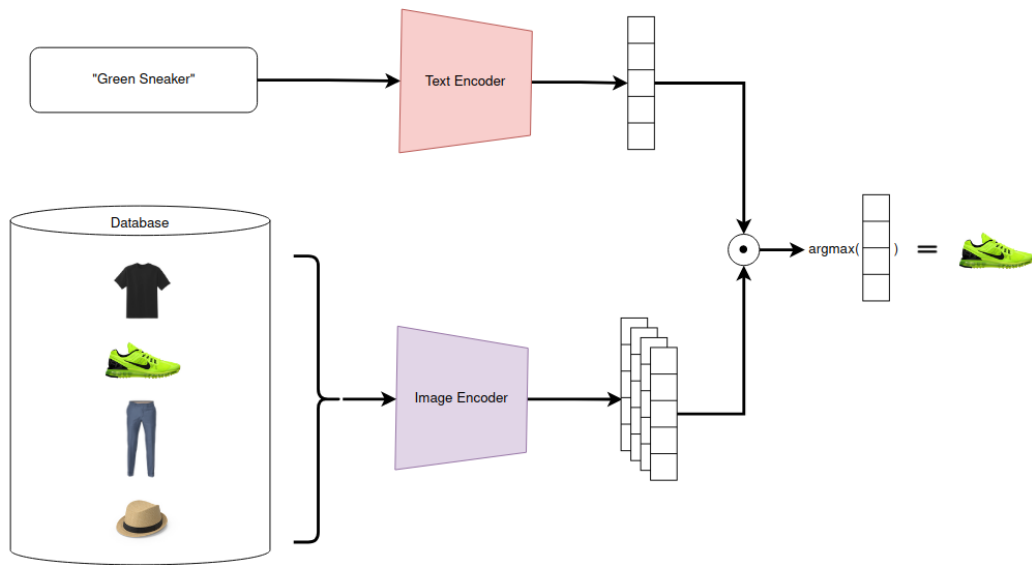 "Green Sneaker"
Text Encoder
Database
argmax(
)
=
Image Encoder